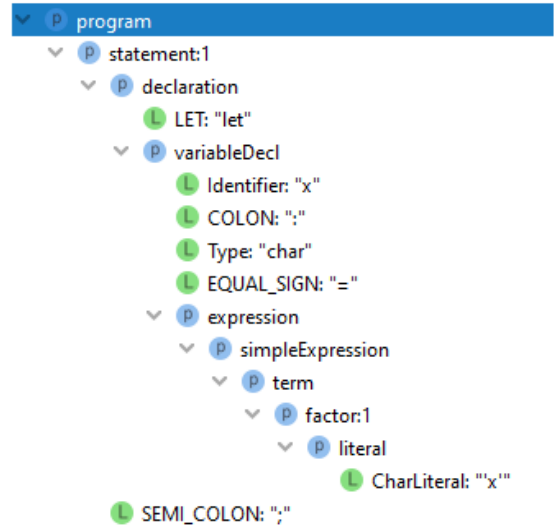 P program
P statement:1
P declaration
L LET: "let"
P variableDecl
L Identifier: "x"
L COLON: ":"
L Type: "char"
L EQUAL_SIGN: "="
P expression
P simpleExpression
P term
P factor:1
P literal
L CharLiteral: "'x'"
L SEMI_COLON: ";"